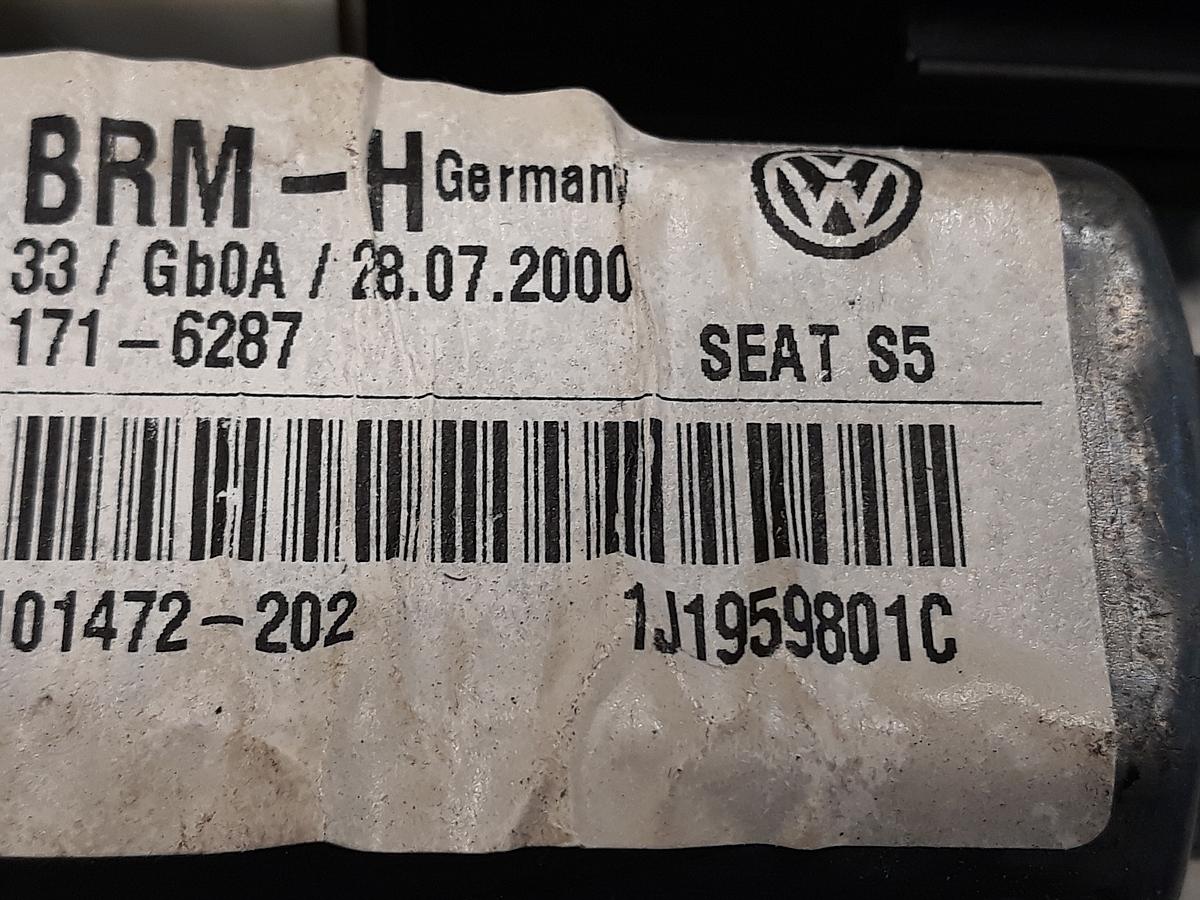 BRM-H Germany
33 / Gb0A / 28.07.2000
171-6287
SEAT S5
101472-202
1J1959801C